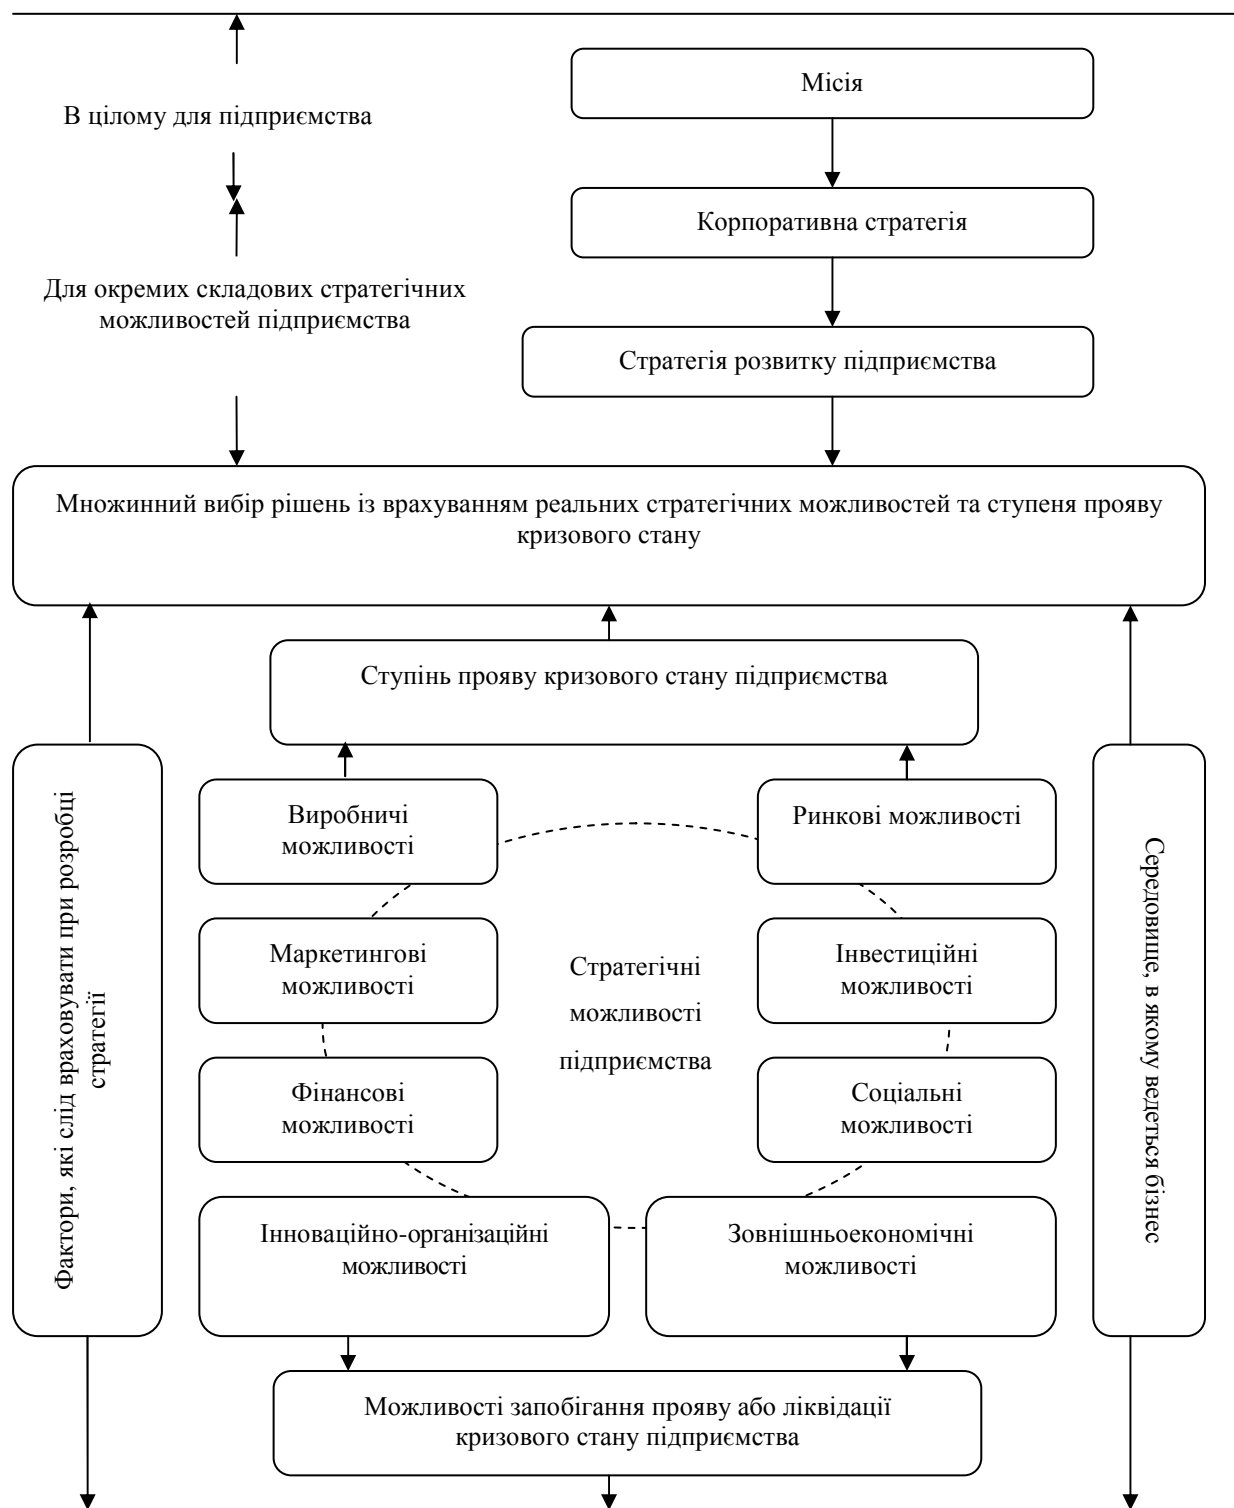 Місія
В цілому для підприємства
Корпоративна стратегія
Для окремих складових стратегічних
можливостей підприємства
Стратегія розвитку підприємства
Множинний вибір рішень із врахуванням реальних стратегічних можливостей та ступеня прояву
кризового стану
Ступінь прояву кризового стану підприємства
Фактори, які слід враховувати при розробці
стратегії
Виробничі
можливості
Ринкові можливості
Маркетингові
можливості
Стратегічні
можливості
підприємства
Інвестиційні
можливості
Фінансові
можливості
Соціальні
можливості
Інноваційно-організаційні
можливості
Зовнішньоекономічні
можливості
Середовище, в якому ведеться бізнес
Можливості запобігання прояву або ліквідації
кризового стану підприємства